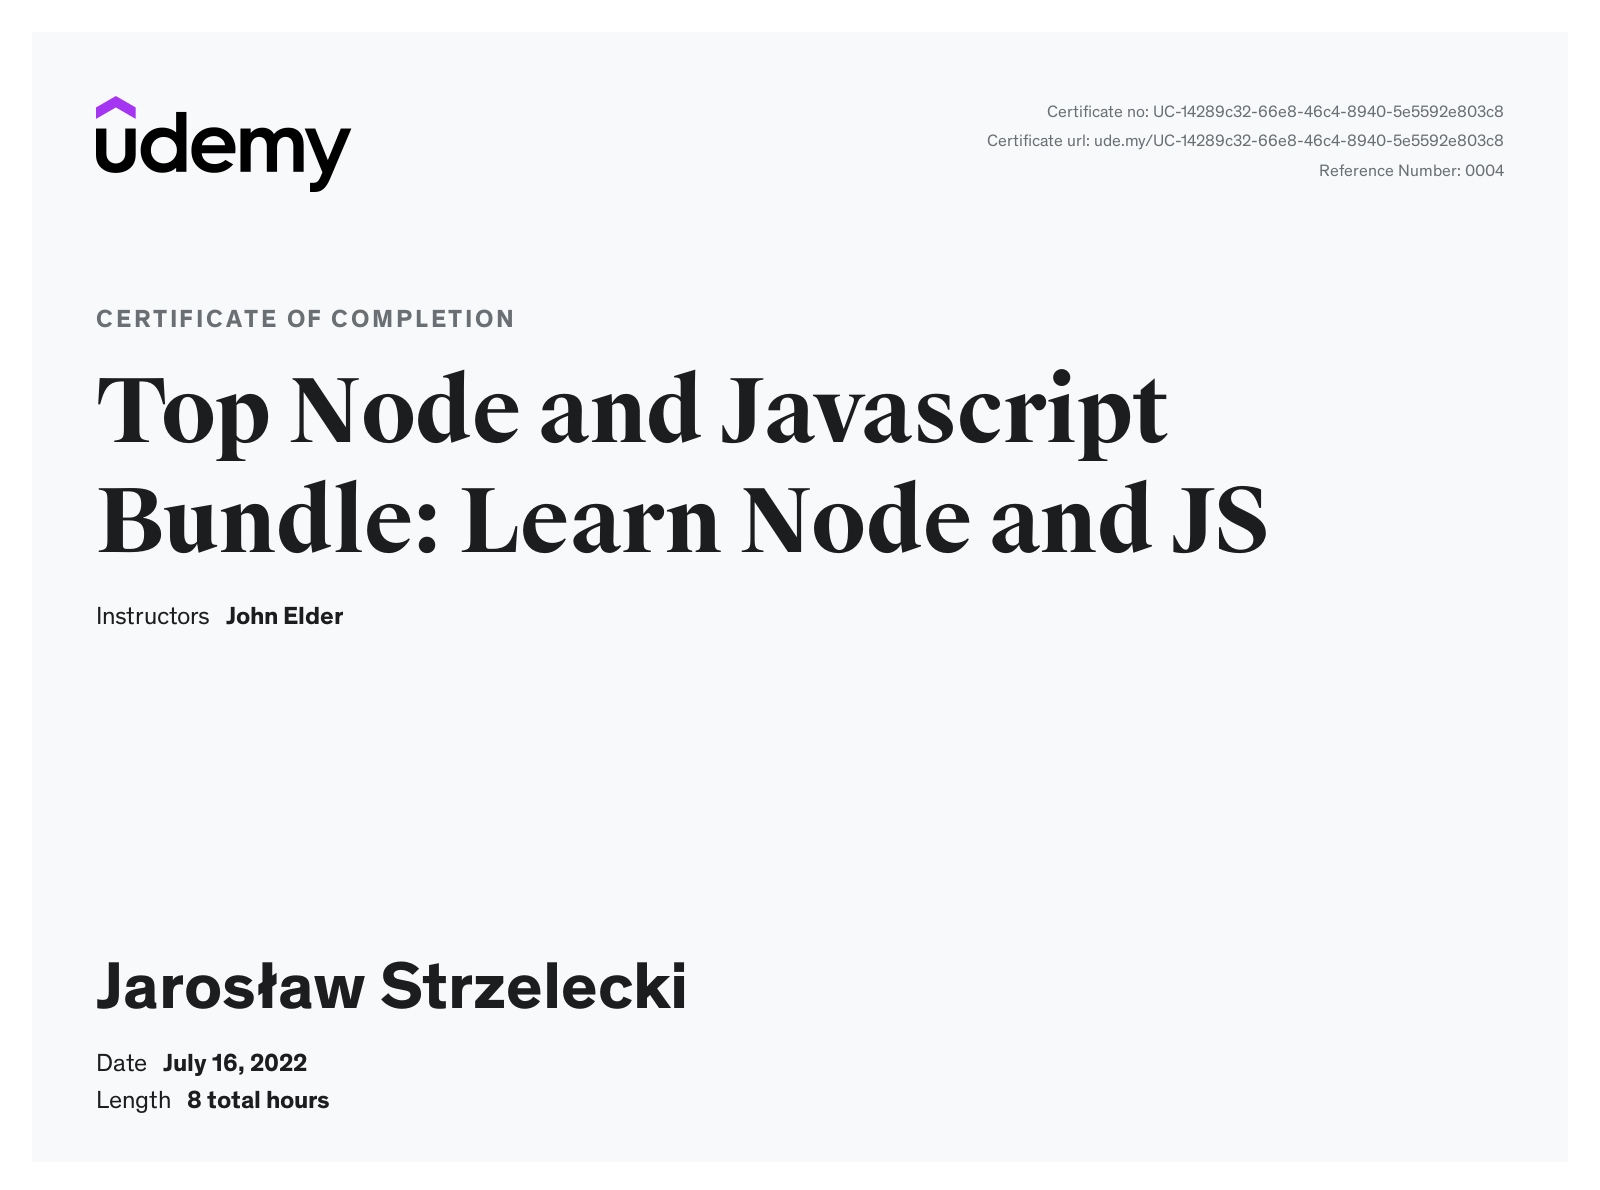 udemy
Certificate no: UC-14289c32-66e8-46c4-8940-5e5592e803c8
Certificate url: ude.my/UC-14289c32-66e8-46c4-8940-5e5592e803c8
Reference Number: 0004
CERTIFICATE OF COMPLETION
Top Node and Javascript
Bundle: Learn Node and JS
Instructors John Elder
Jarosław Strzelecki
Date July 16, 2022
Length 8 total hours